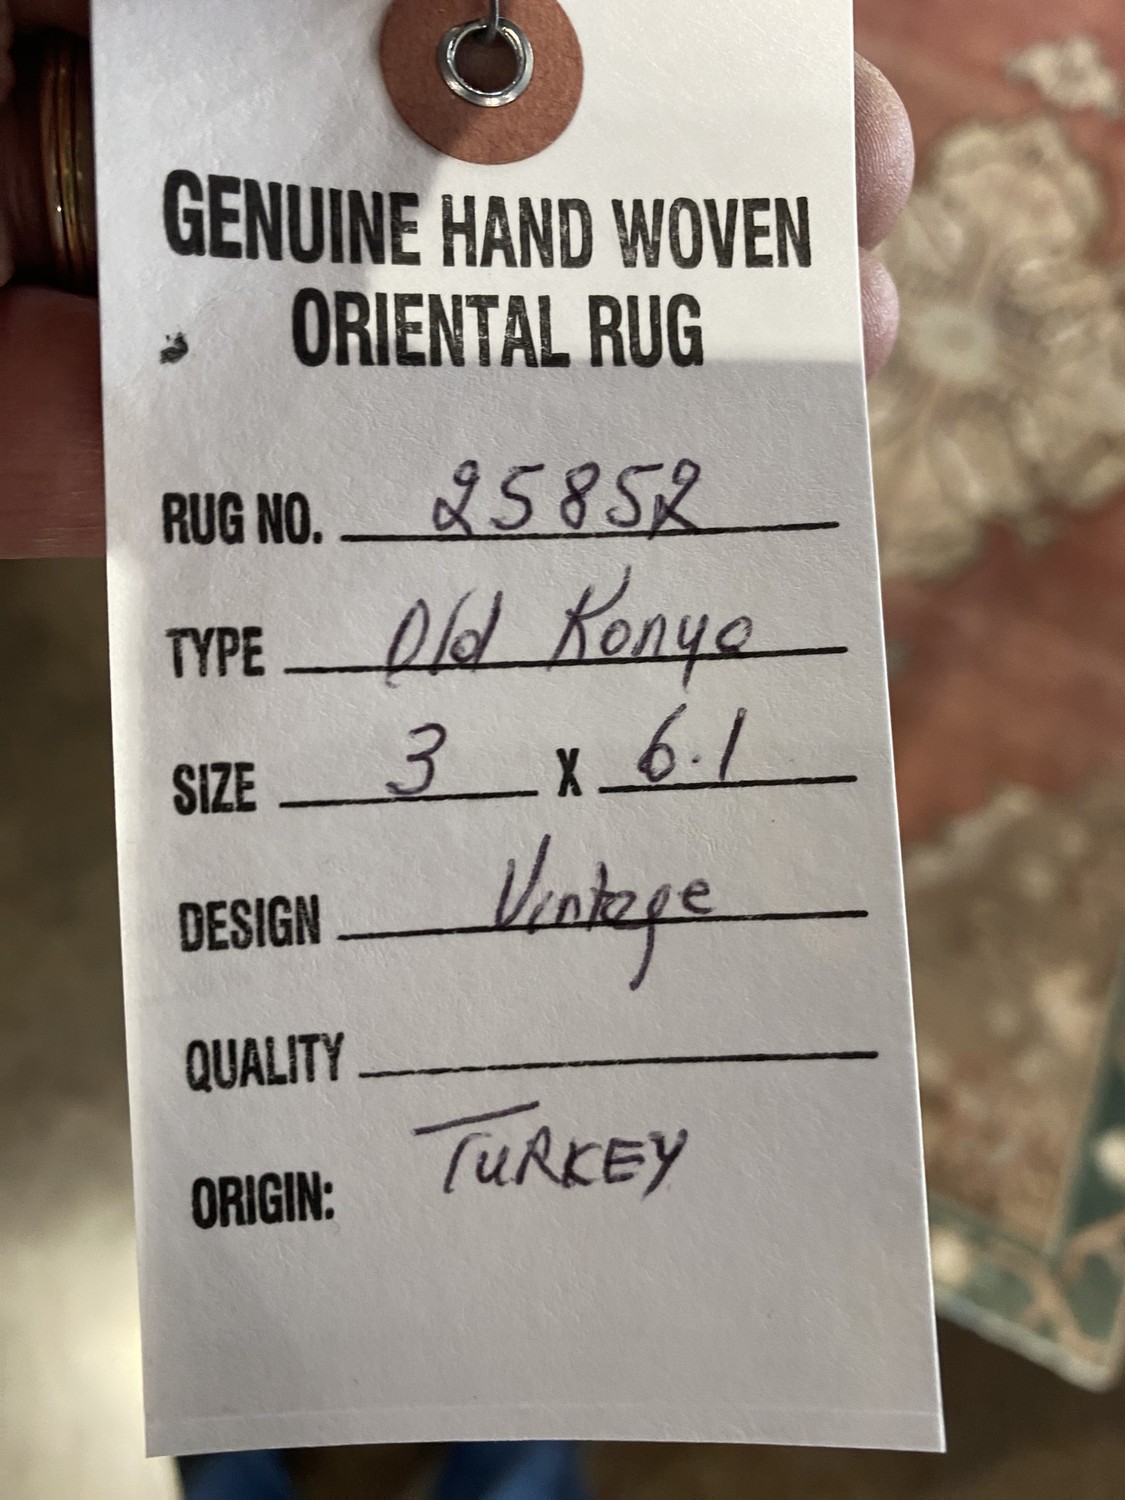 GENUINE HAND WOVEN
ORIENTAL RUG
RUG NO. 25852
TYPE Old Konya
SIZE 3 X 6.1
DESIGN Vintage
QUALITY
ORIGIN: TURKEY